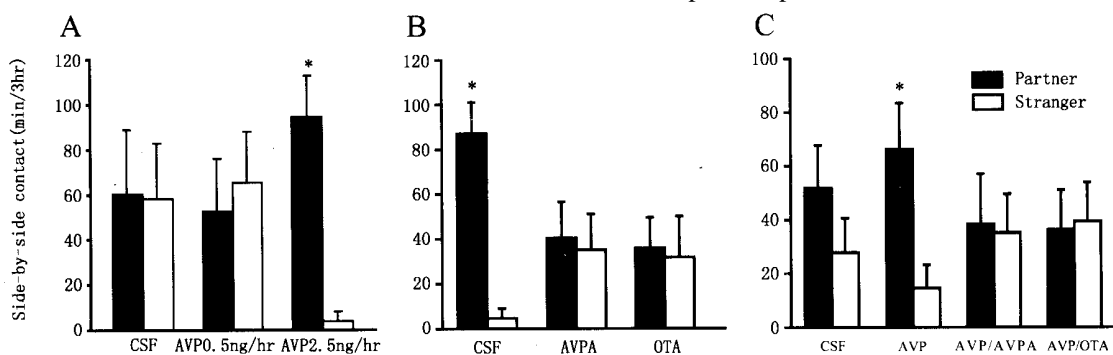 A
B
C
Side-by-side contact(min/3hr)
120
100
80
60
40
20
0
*
CSF
AVP0.5ng/hr
AVP2.5ng/hr
120
100
80
60
40
20
0
*
CSF
AVPA
OTA
100
80
60
40
20
0
*
Partner
Stranger
CSF
AVP
AVP/AVPA
AVP/OTA